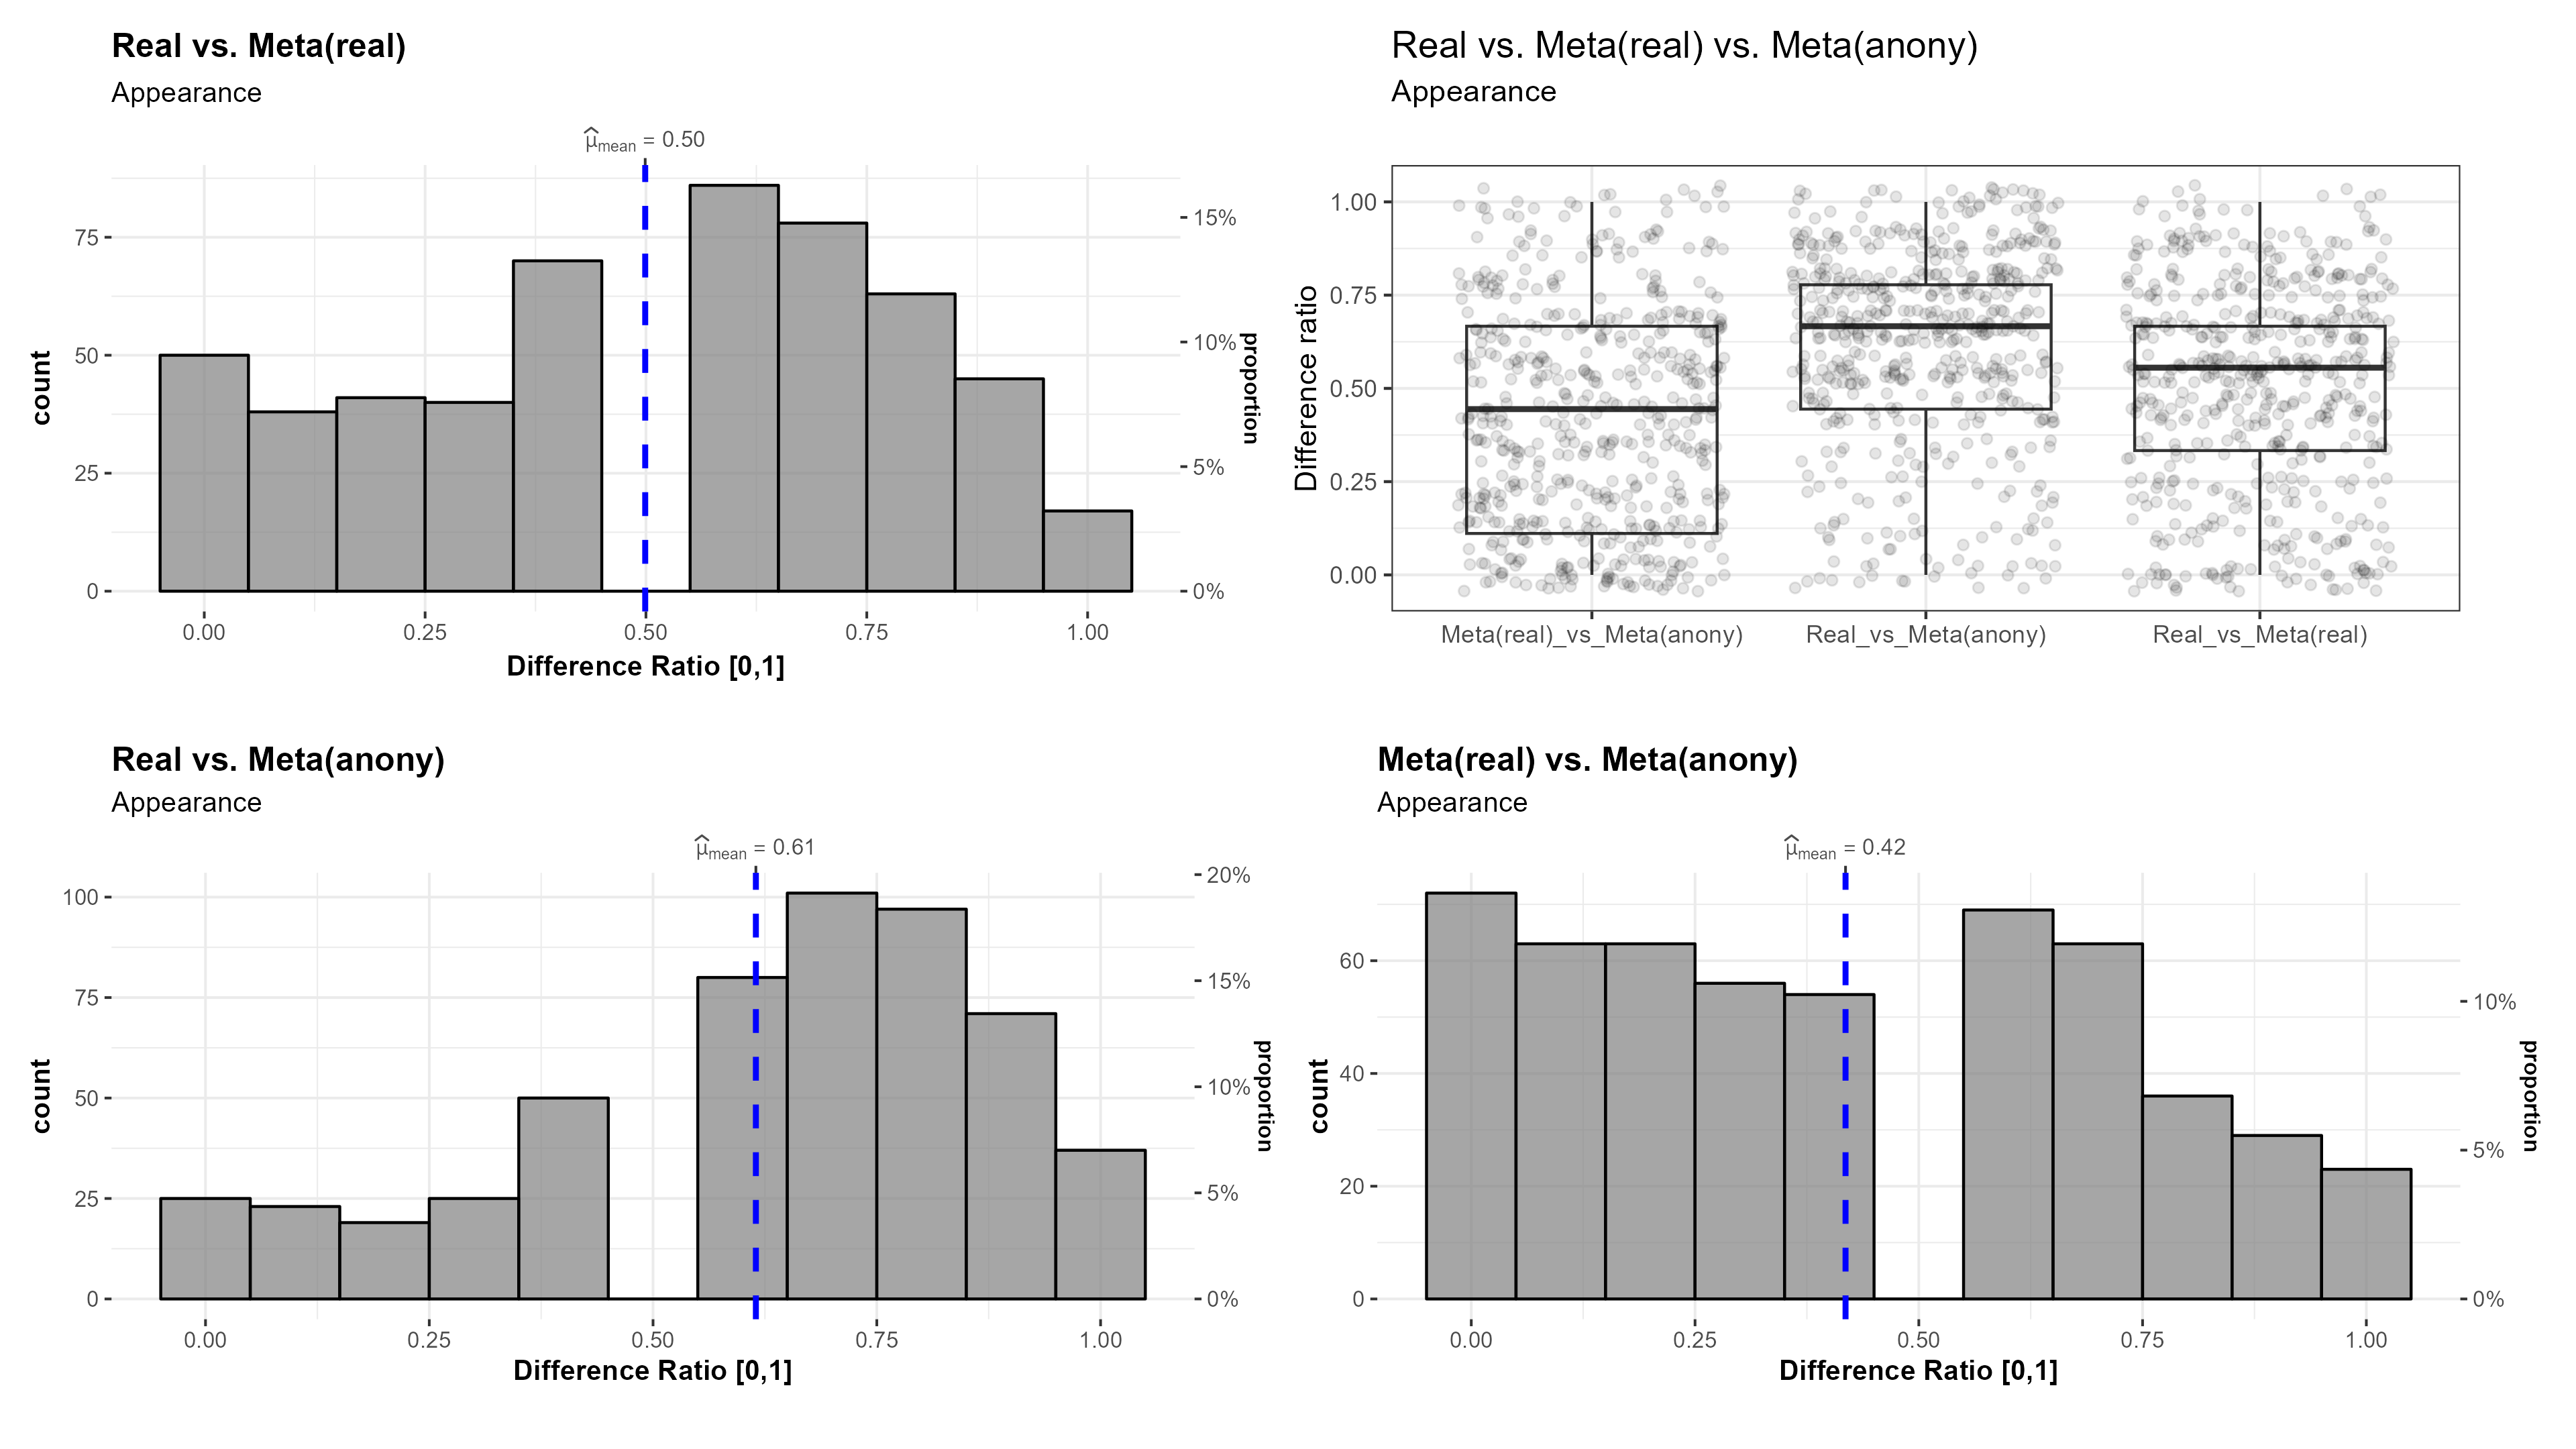 Real vs. Meta(real)
Appearance
μ̂mean = 0.50
75
50
25
0
count
15%
10%
5%
0%
proportion
0.00 0.25 0.50 0.75 1.00
Difference Ratio [0,1]
Real vs. Meta(real) vs. Meta(anony)
Appearance
1.00
0.75
0.50
0.25
0.00
Difference ratio
Meta(real)_vs_Meta(anony) Real_vs_Meta(anony) Real_vs_Meta(real)
Real vs. Meta(anony)
Appearance
μ̂mean = 0.61
100
75
50
25
0
count
20%
15%
10%
5%
0%
proportion
0.00 0.25 0.50 0.75 1.00
Difference Ratio [0,1]
Meta(real) vs. Meta(anony)
Appearance
μ̂mean = 0.42
60
40
20
0
count
10%
5%
0%
proportion
0.00 0.25 0.50 0.75 1.00
Difference Ratio [0,1]